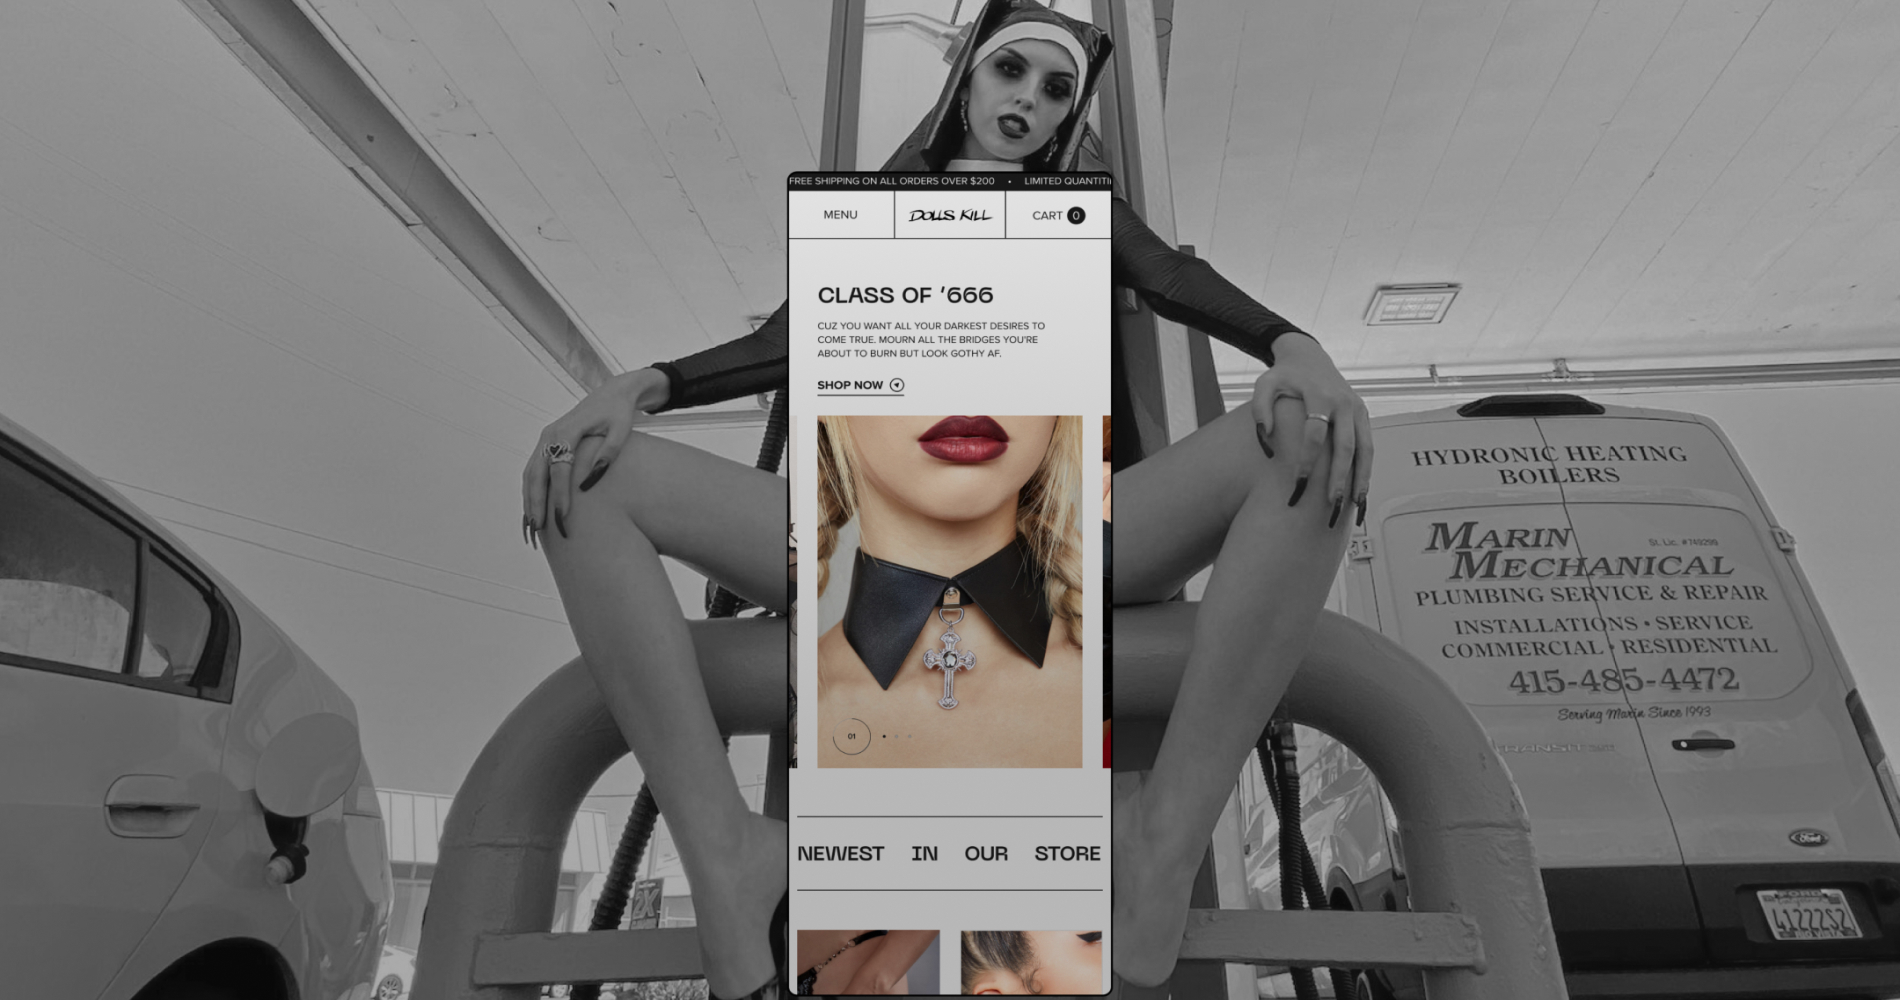 FREE SHIPPING ON ALL ORDERS OVER $200 • LIMITED QUANTITI
MENU
DOLLS KILL
CART 0
CLASS OF '666
CUZ YOU WANT ALL YOUR DARKEST DESIRES TO
COME TRUE. MOURN ALL THE BRIDGES YOU'RE
ABOUT TO BURN BUT LOOK GOTHY AF.
SHOP NOW
01
NEWEST IN OUR STORE
HYDRONIC HEATING
BOILERS
MARIN
St. Lic. #749299
MECHANICAL
PLUMBING SERVICE & REPAIR
INSTALLATIONS • SERVICE
COMMERCIAL • RESIDENTIAL
415-485-4472
Serving Marin Since 1993
TRANSIT
Ford
2X